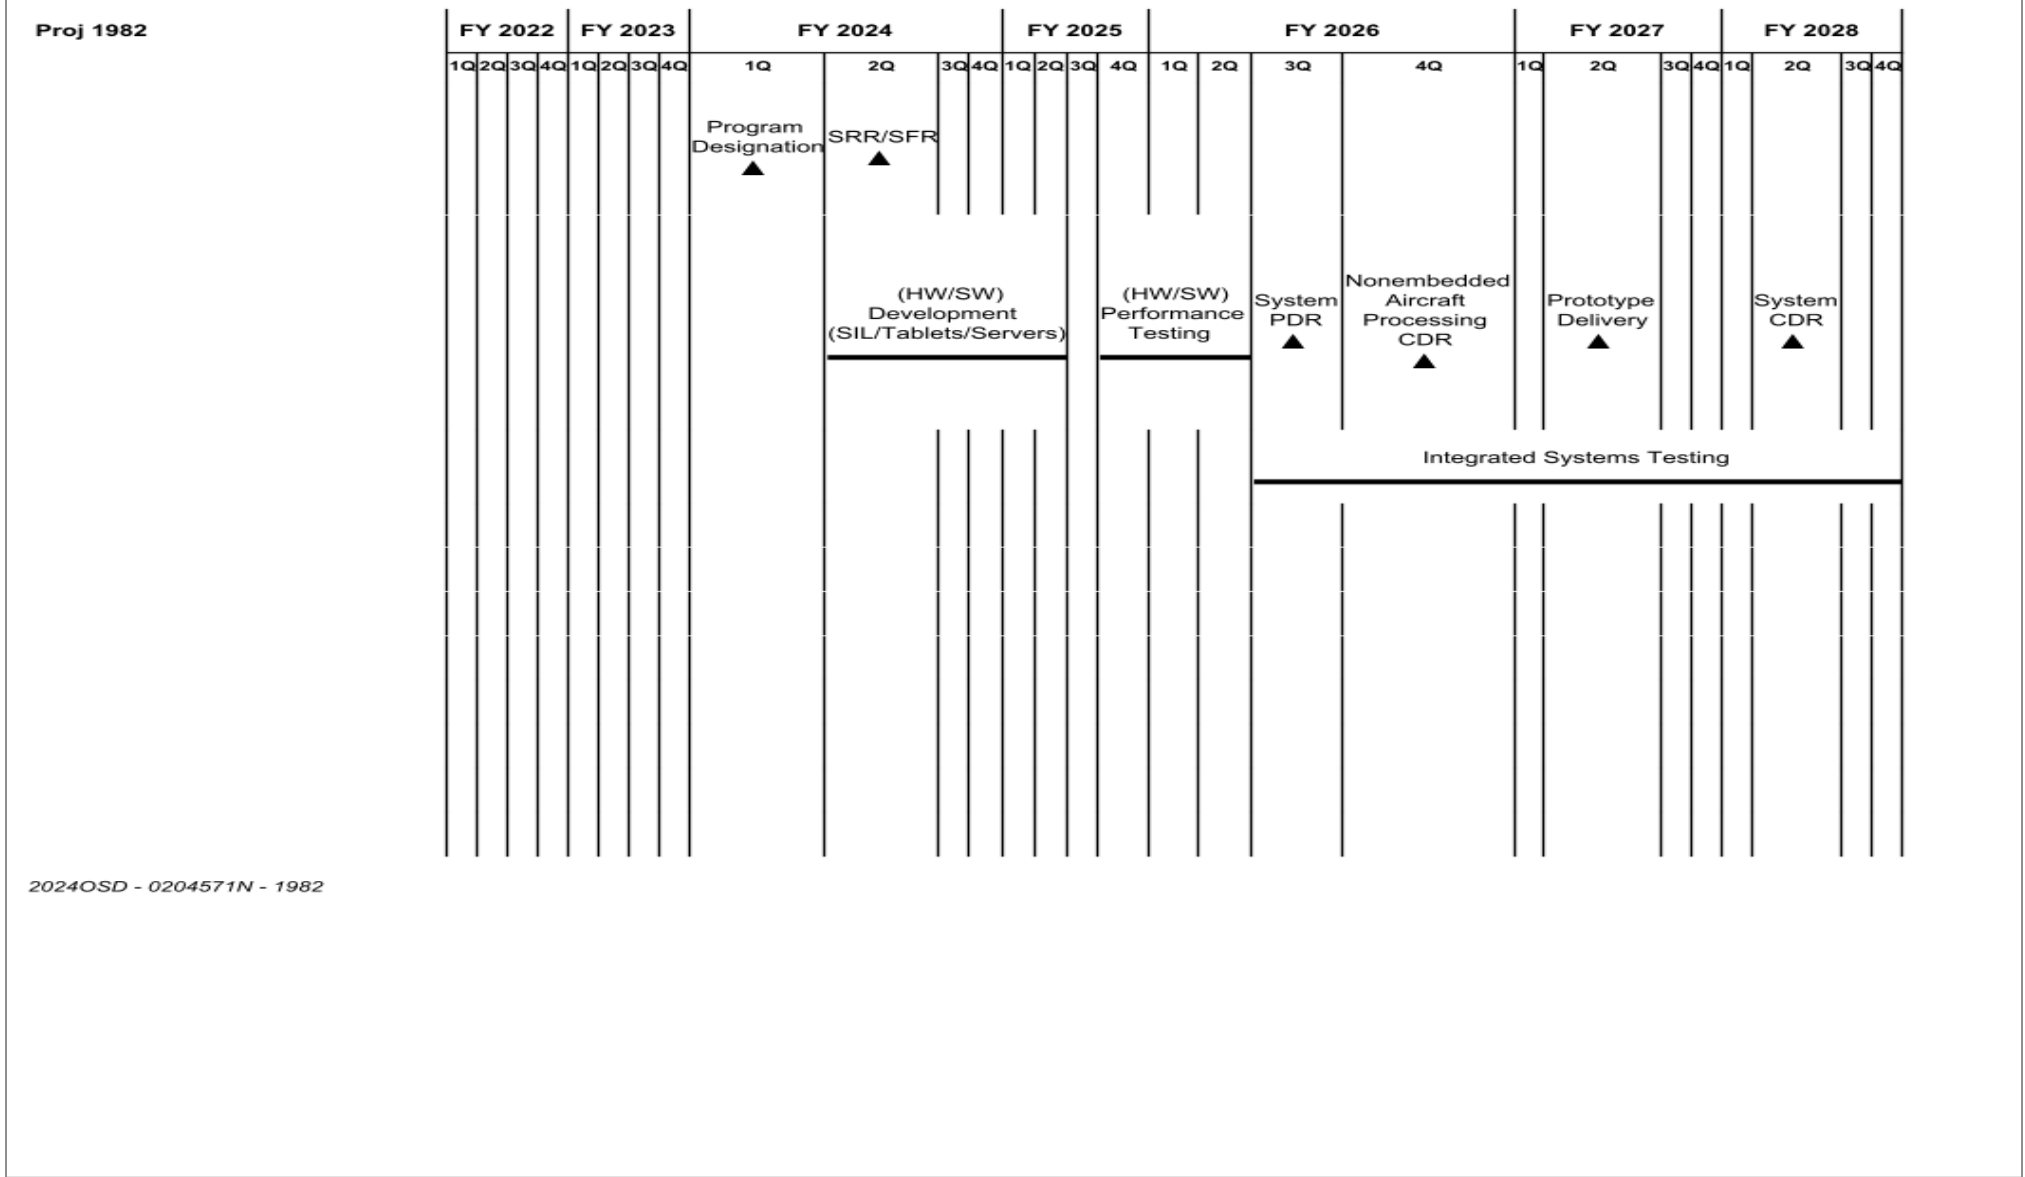 Proj 1982
FY 2022 FY 2023 FY 2024 FY 2025 FY 2026 FY 2027 FY 2028
1Q 2Q 3Q 4Q 1Q 2Q 3Q 4Q 1Q 2Q 3Q 4Q 1Q 2Q 3Q 4Q 1Q 2Q 3Q 4Q 1Q 2Q 3Q 4Q 1Q 2Q 3Q 4Q
Program
Designation
SRR/SFR
(HW/SW)
Development
(SIL/Tablets/Servers)
(HW/SW)
Performance
Testing
System
PDR
Nonembedded
Aircraft
Processing
CDR
Prototype
Delivery
System
CDR
Integrated Systems Testing
2024OSD - 0204571N - 1982